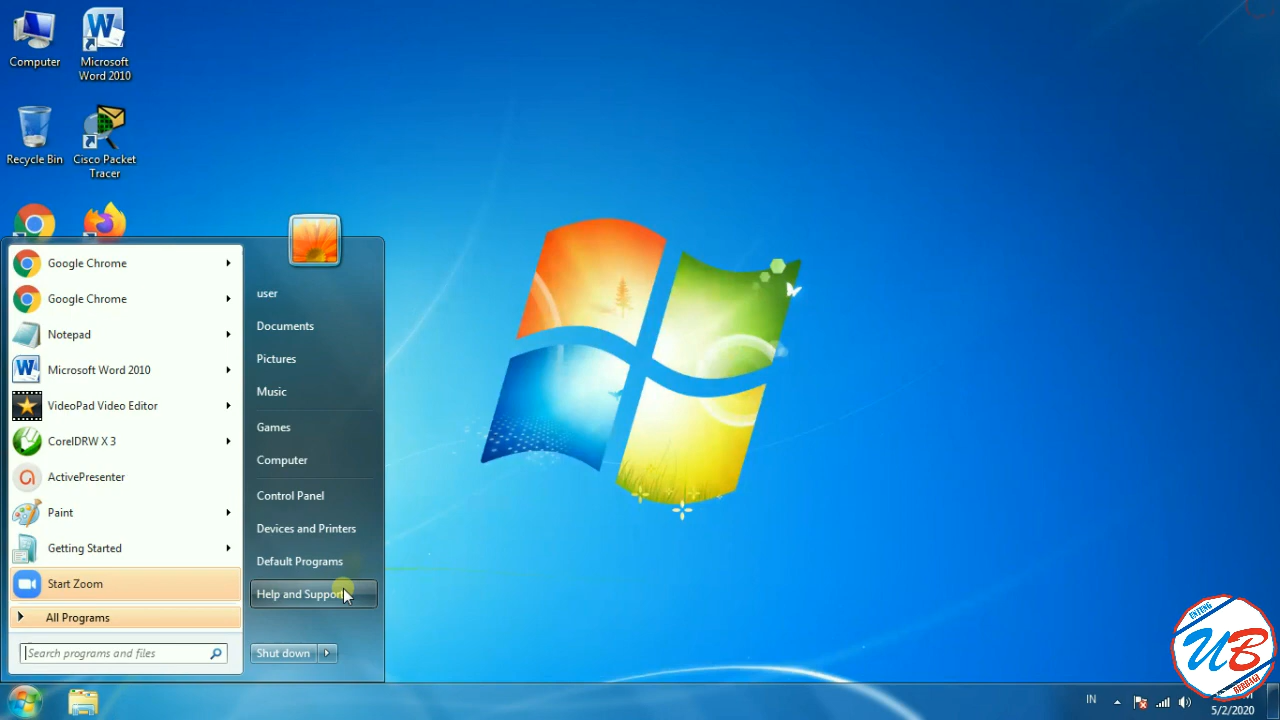 Computer
Microsoft
Word 2010
Recycle Bin
Cisco Packet
Tracer
Google Chrome
Google Chrome
Notepad
Microsoft Word 2010
VideoPad Video Editor
CorelDRW X 3
ActivePresenter
Paint
Getting Started
Start Zoom
All Programs
Search programs and files
user
Documents
Pictures
Music
Games
Computer
Control Panel
Devices and Printers
Default Programs
Help and Support
Shut down
ENTENG
UB
BERBAGI
IN
5/2/2020